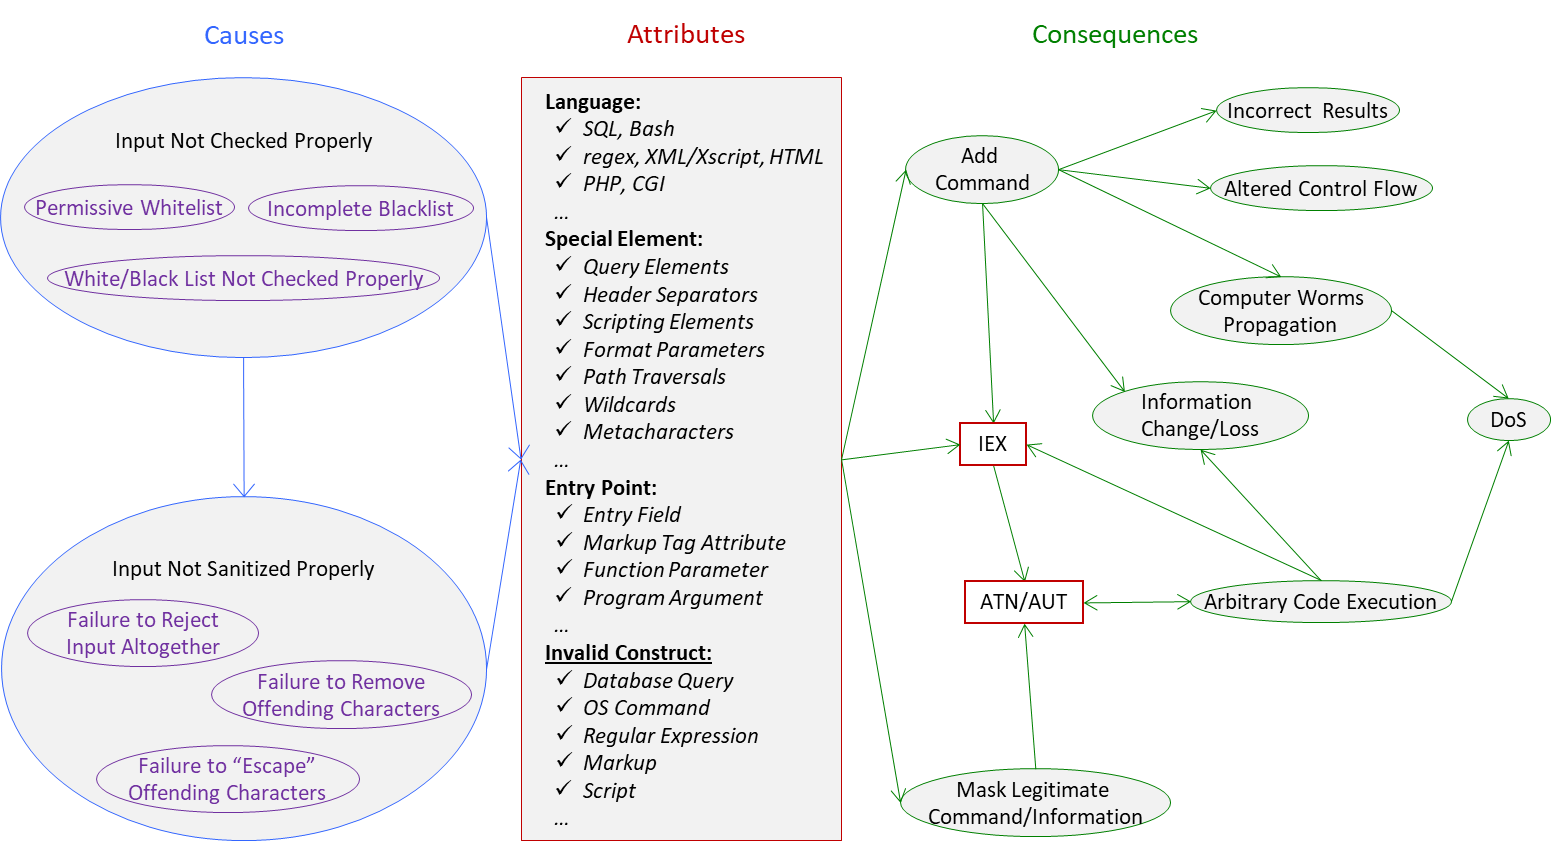 Causes
Input Not Checked Properly
Permissive Whitelist
Incomplete Blacklist
White/Black List Not Checked Properly
Input Not Sanitized Properly
Failure to Reject
Input Altogether
Failure to Remove
Offending Characters
Failure to “Escape”
Offending Characters
Attributes
Language:
✓ SQL, Bash
✓ regex, XML/Xscript, HTML
✓ PHP, CGI
...
Special Element:
✓ Query Elements
✓ Header Separators
✓ Scripting Elements
✓ Format Parameters
✓ Path Traversals
✓ Wildcards
✓ Metacharacters
...
Entry Point:
✓ Entry Field
✓ Markup Tag Attribute
✓ Function Parameter
✓ Program Argument
...
Invalid Construct:
✓ Database Query
✓ OS Command
✓ Regular Expression
✓ Markup
✓ Script
...
Consequences
Add
Command
Incorrect Results
Altered Control Flow
Computer Worms
Propagation
Information
Change/Loss
DoS
IEX
ATN/AUT
Arbitrary Code Execution
Mask Legitimate
Command/Information